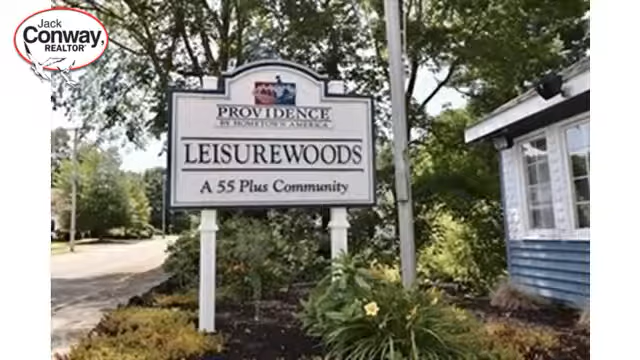 Jack
Conway,
REALTOR®
PROVIDENCE
BY HOMETOWN AMERICA
LEISUREWOODS
A 55 Plus Community